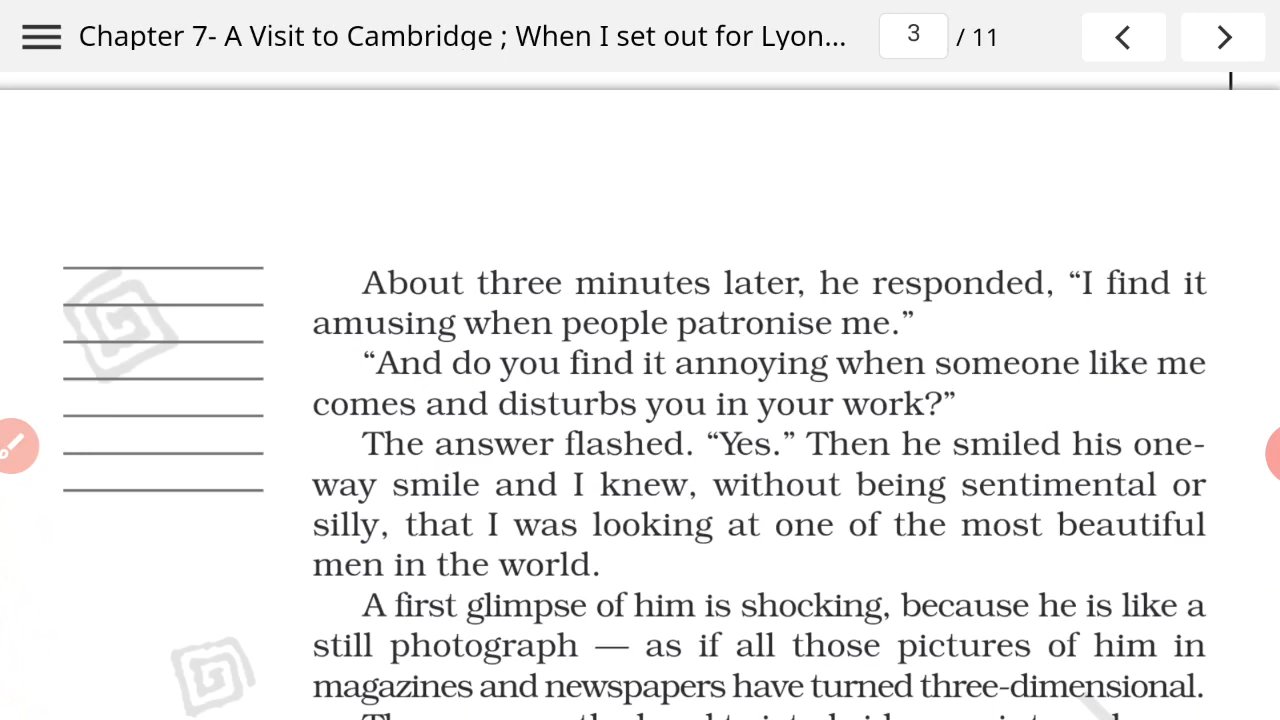 Chapter 7- A Visit to Cambridge ; When I set out for Lyon...
3 / 11
About three minutes later, he responded, “I find it
amusing when people patronise me.”
“And do you find it annoying when someone like me
comes and disturbs you in your work?”
The answer flashed. “Yes.” Then he smiled his one-
way smile and I knew, without being sentimental or
silly, that I was looking at one of the most beautiful
men in the world.
A first glimpse of him is shocking, because he is like a
still photograph — as if all those pictures of him in
magazines and newspapers have turned three-dimensional.